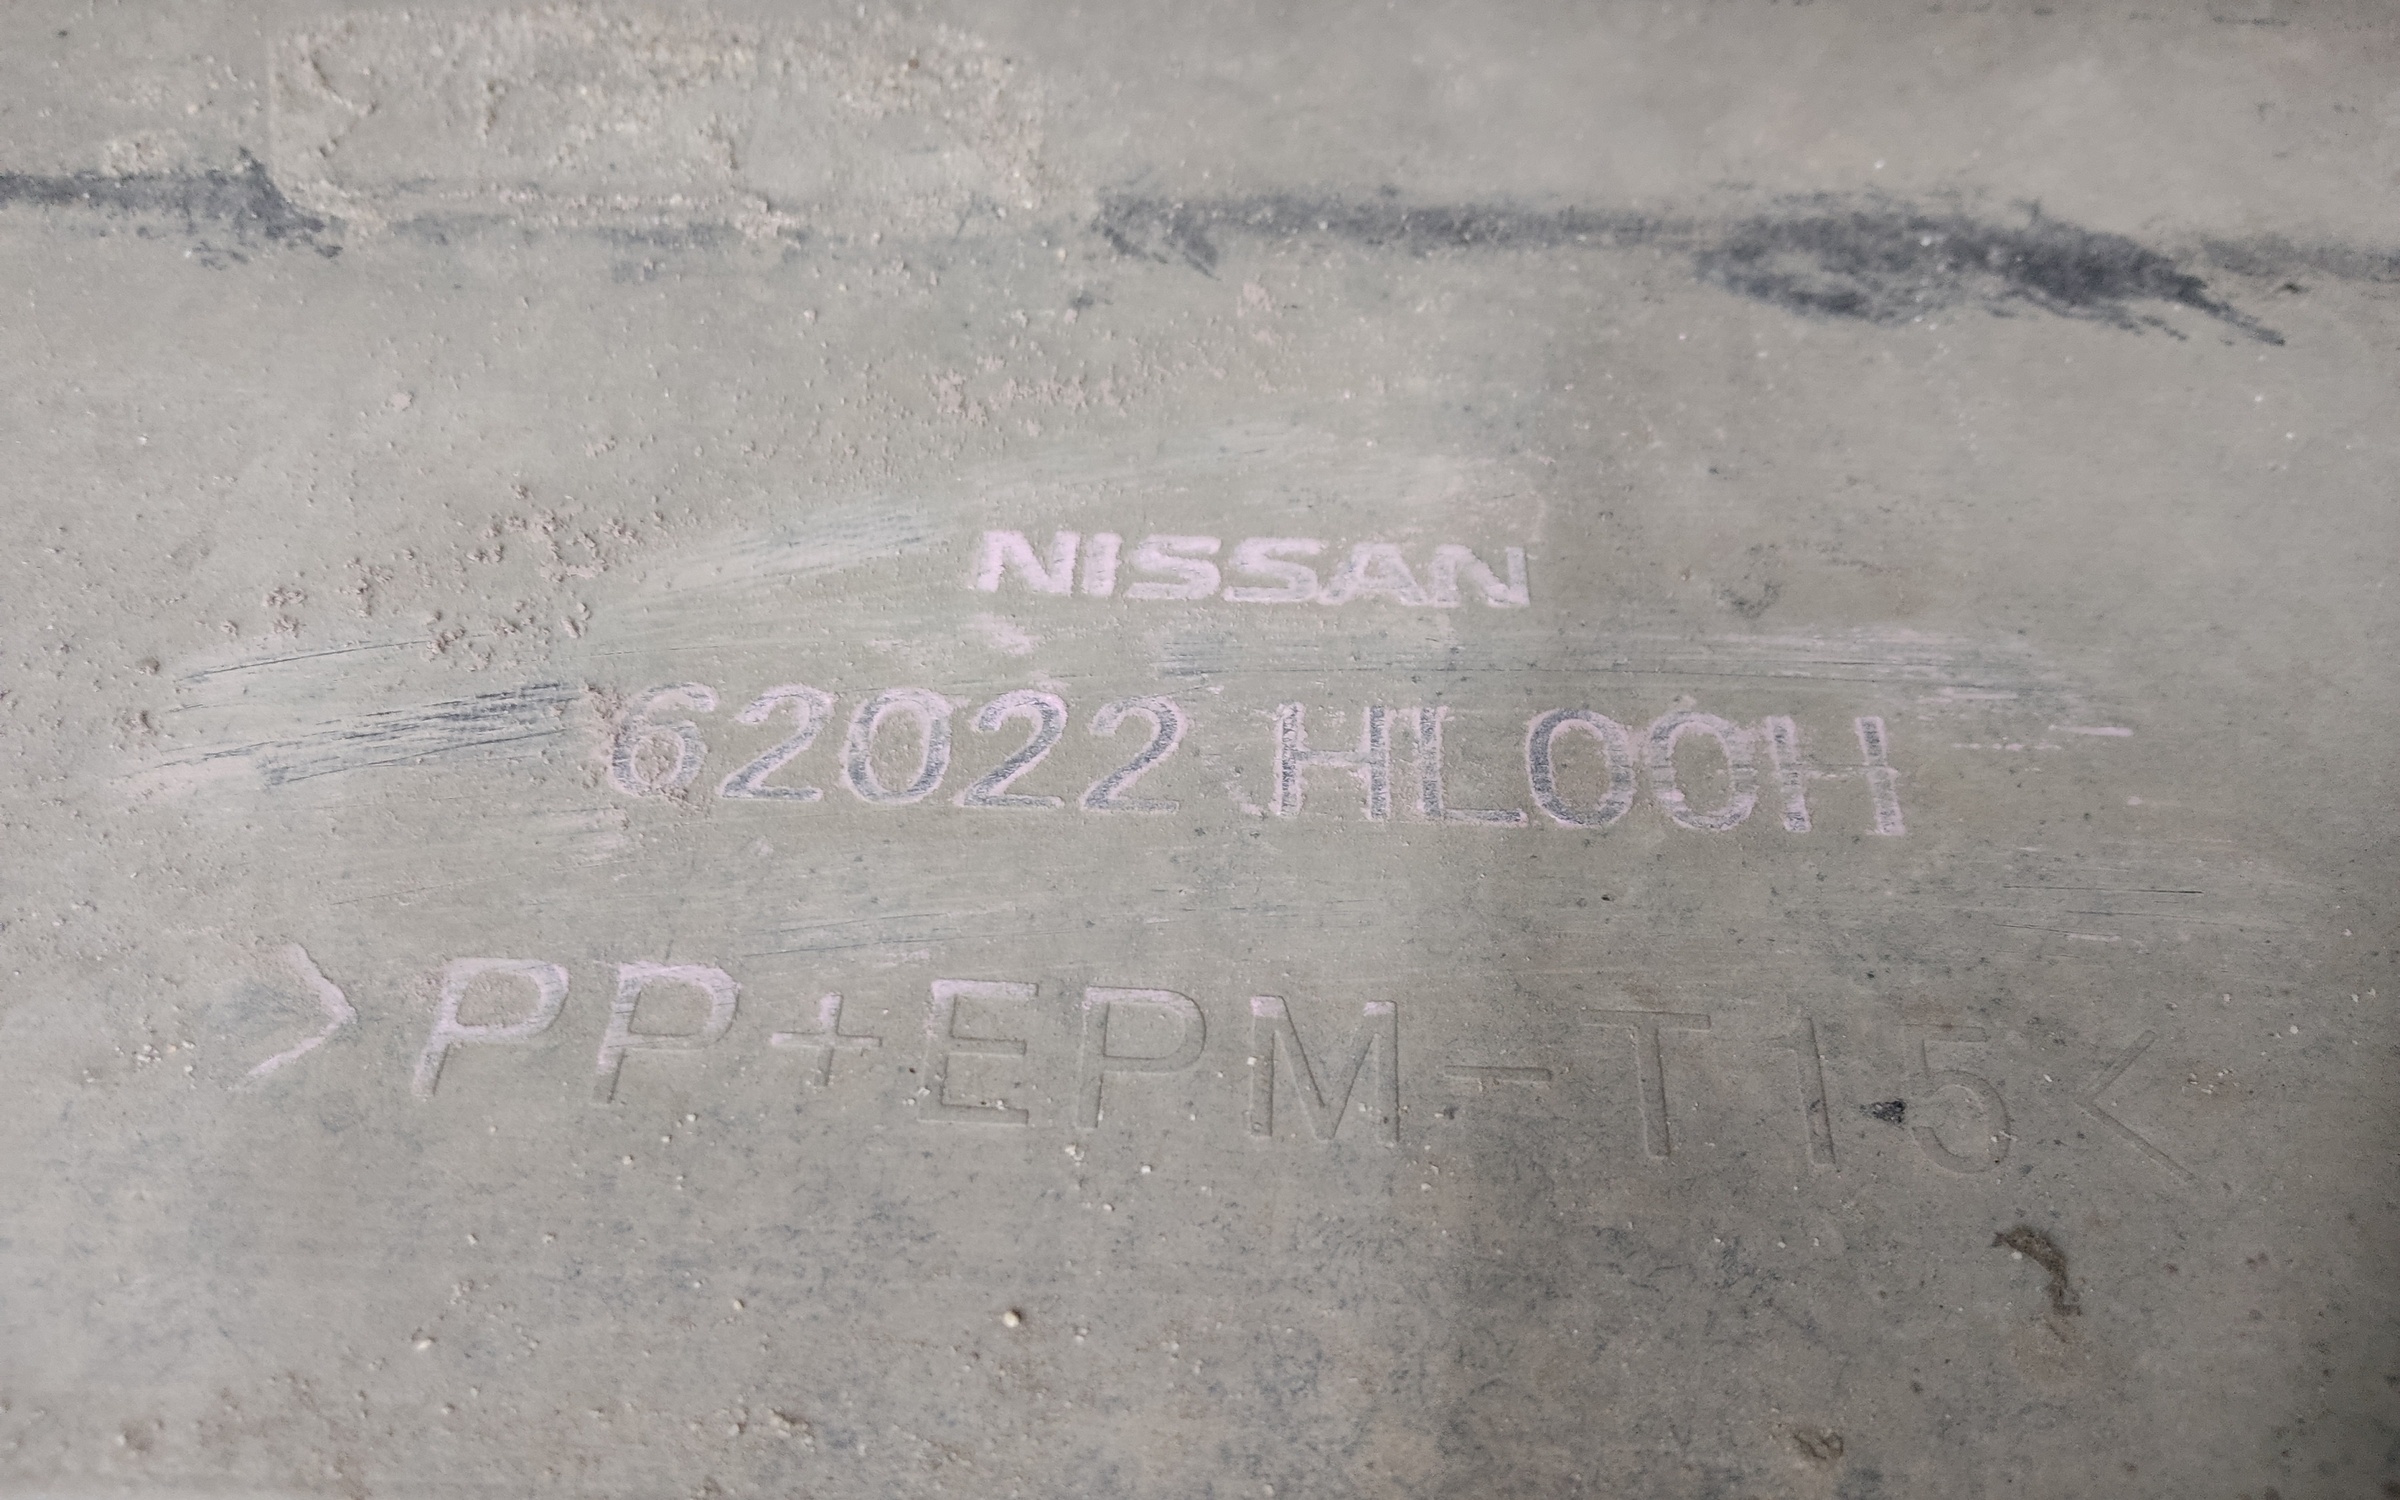 NISSAN
62022 HL00H
>PP+EPM-T15<